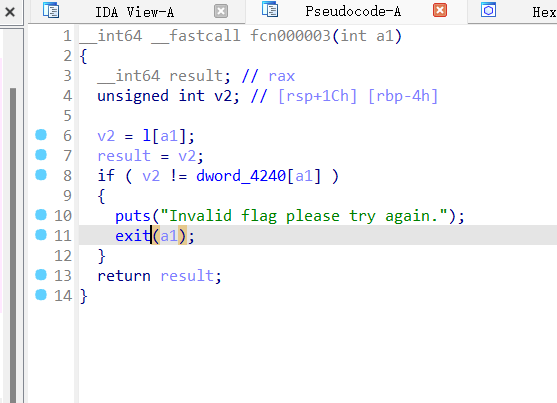 IDA View-A Pseudocode-A Hex
1 __int64 __fastcall fcn000003(int a1)
2 {
3 __int64 result; // rax
4 unsigned int v2; // [rsp+1Ch] [rbp-4h]
5
6 v2 = l[a1];
7 result = v2;
8 if ( v2 != dword_4240[a1] )
9 {
10 puts("Invalid flag please try again.");
11 exit(a1);
12 }
13 return result;
14 }